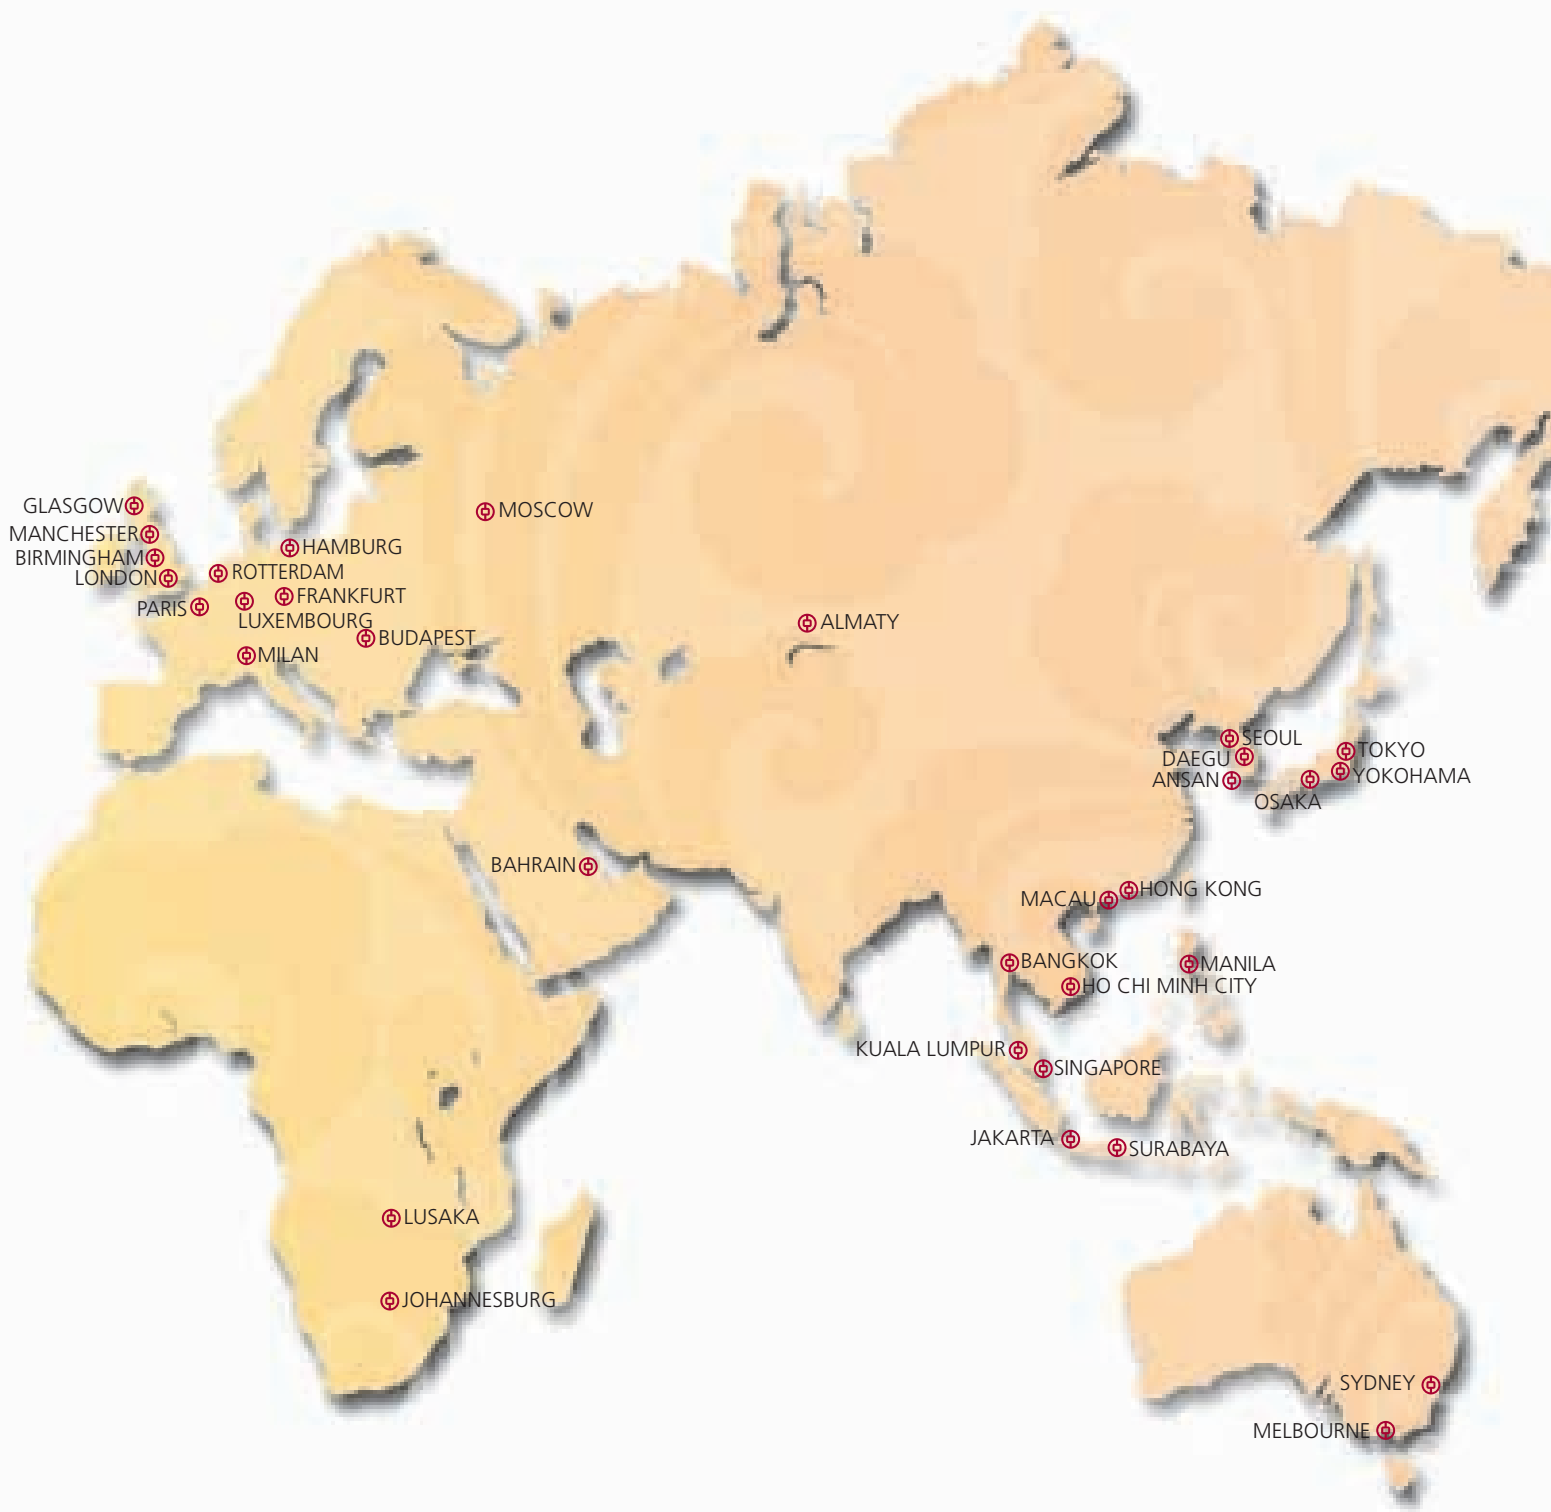 GLASGOW
MOSCOW
MANCHESTER
HAMBURG
BIRMINGHAM
ROTTERDAM
LONDON
FRANKFURT
PARIS
LUXEMBOURG
ALMATY
BUDAPEST
MILAN
SEOUL
TOKYO
DAEGU
YOKOHAMA
ANSAN
OSAKA
BAHRAIN
HONG KONG
MACAU
BANGKOK
MANILA
HO CHI MINH CITY
KUALA LUMPUR
SINGAPORE
JAKARTA
SURABAYA
LUSAKA
JOHANNESBURG
SYDNEY
MELBOURNE